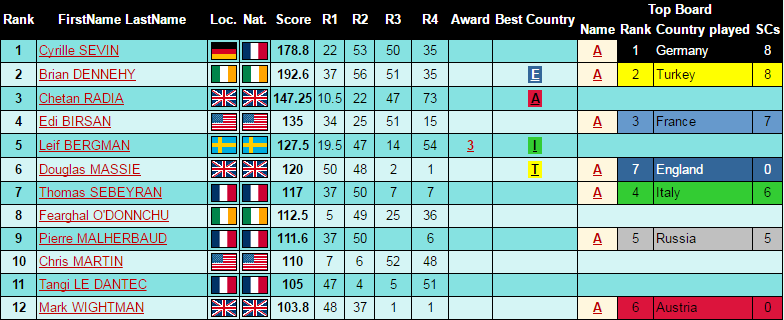 Top Board
Rank FirstName LastName Loc. Nat. Score R1 R2 R3 R4 Award Best Country Name Rank Country played SCs
1 Cyrille SEVIN 178.8 22 53 50 35 A 1 Germany 8
2 Brian DENNEHY 192.6 37 56 51 35 E A 2 Turkey 8
3 Chetan RADIA 147.25 10.5 22 47 73 A
4 Edi BIRSAN 135 34 25 51 15 A 3 France 7
5 Leif BERGMAN 127.5 19.5 47 14 54 3 I
6 Douglas MASSIE 120 50 48 2 1 T A 7 England 0
7 Thomas SEBEYRAN 117 37 50 7 7 A 4 Italy 6
8 Fearghal O'DONNCHU 112.5 5 49 25 36
9 Pierre MALHERBAUD 111.6 37 50 6 A 5 Russia 5
10 Chris MARTIN 110 7 6 52 48
11 Tangi LE DANTEC 105 47 4 5 51
12 Mark WIGHTMAN 103.8 48 37 1 1 A 6 Austria 0